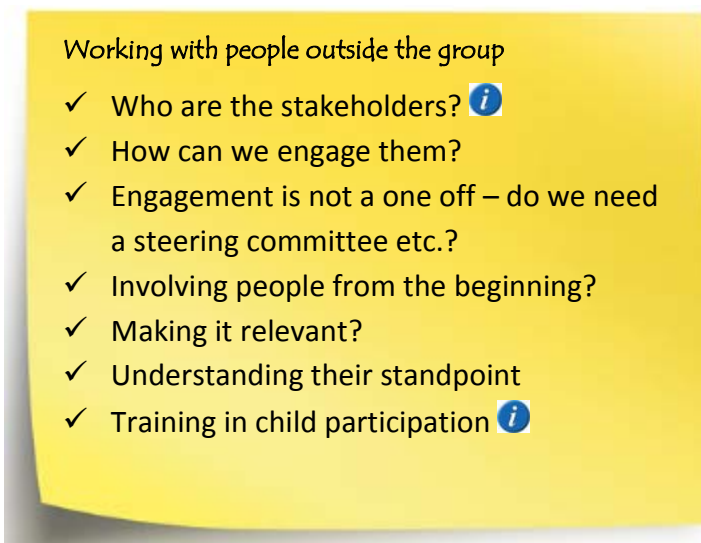 Working with people outside the group
✓ Who are the stakeholders? i
✓ How can we engage them?
✓ Engagement is not a one off – do we need
a steering committee etc.?
✓ Involving people from the beginning?
✓ Making it relevant?
✓ Understanding their standpoint
✓ Training in child participation i